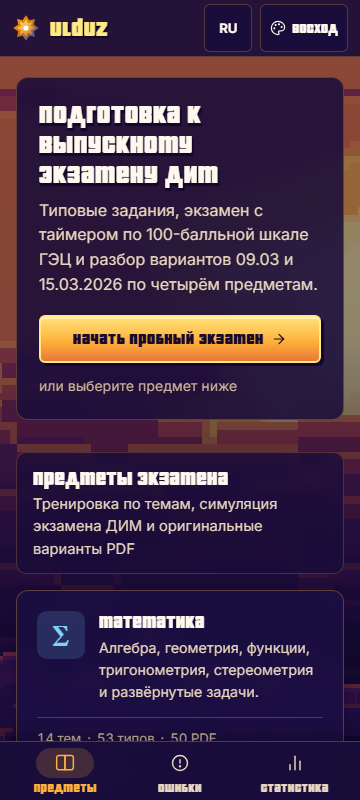 ulduz
RU
восход
подготовка к
выпускному
экзамену дим
Типовые задания, экзамен с
таймером по 100-балльной шкале
ГЭЦ и разбор вариантов 09.03 и
15.03.2026 по четырём предметам.
начать пробный экзамен →
или выберите предмет ниже
предметы экзамена
Тренировка по темам, симуляция
экзамена ДИМ и оригинальные
варианты PDF
Σ
математика
Алгебра, геометрия, функции,
тригонометрия, стереометрия
и развёрнутые задачи.
14 тем · 53 типов · 50 PDF
предметы
ошибки
статистика